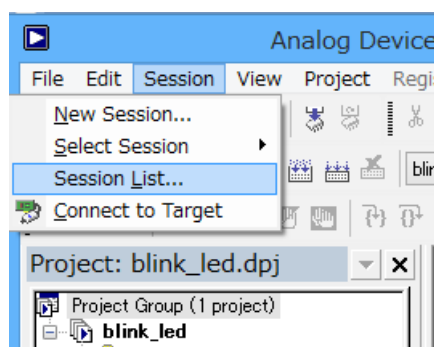 Analog Device
File Edit Session View Project Regi
New Session...
Select Session
Session List...
Connect to Target
blin
Project: blink_led.dpj
Project Group (1 project)
blink_led